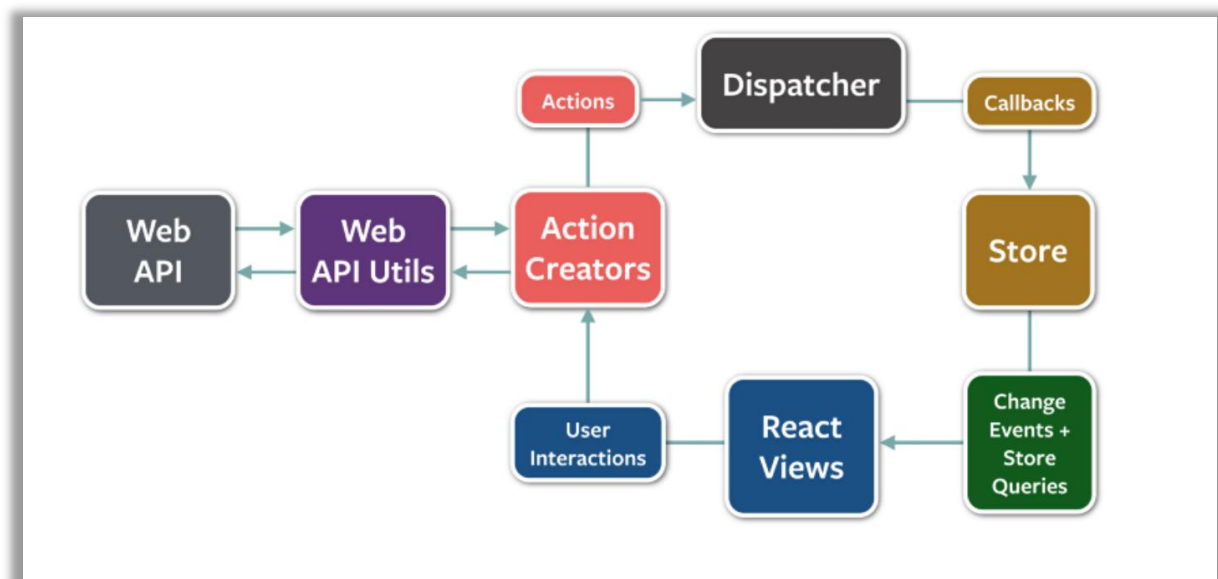 Dispatcher
Actions
Callbacks
Web
API
Web
API Utils
Action
Creators
Store
User
Interactions
React
Views
Change
Events +
Store
Queries